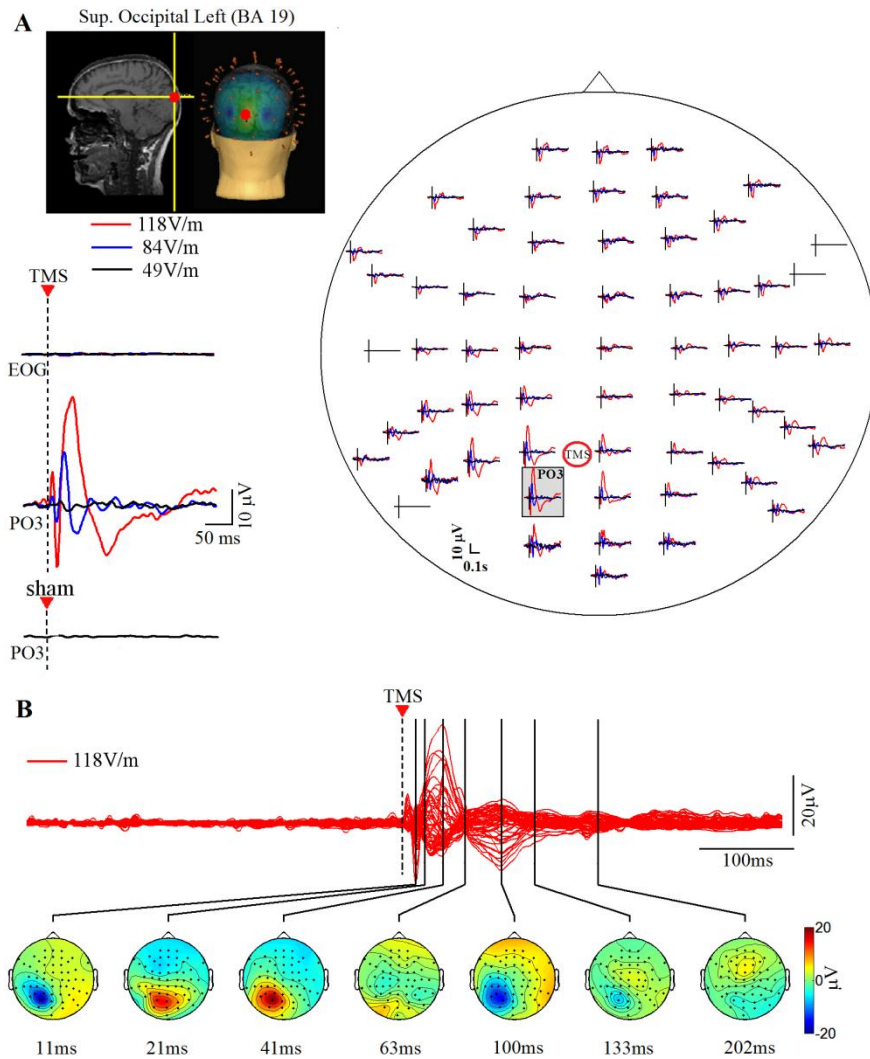 A
Sup. Occipital Left (BA 19)
118V/m
84V/m
49V/m
TMS
EOG
PO3
10 µV
50 ms
sham
PO3
TMS
PO3
10 µV
0.1s
B
TMS
118V/m
20µV
100ms
20
0
-20
µV
11ms
21ms
41ms
63ms
100ms
133ms
202ms